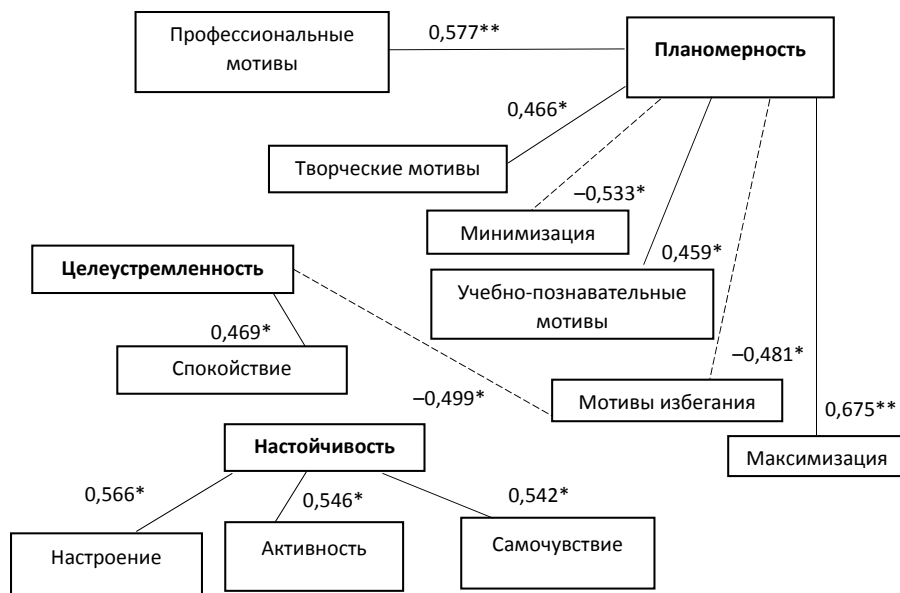 Профессиональные
мотивы
0,577**
Планомерность
0,466*
Творческие мотивы
–0,533*
Минимизация
0,459*
Целеустремленность
Учебно-познавательные
мотивы
0,469*
Спокойствие
–0,481*
–0,499*
Мотивы избегания
0,675**
Настойчивость
Максимизация
0,566*
0,546*
0,542*
Настроение
Активность
Самочувствие